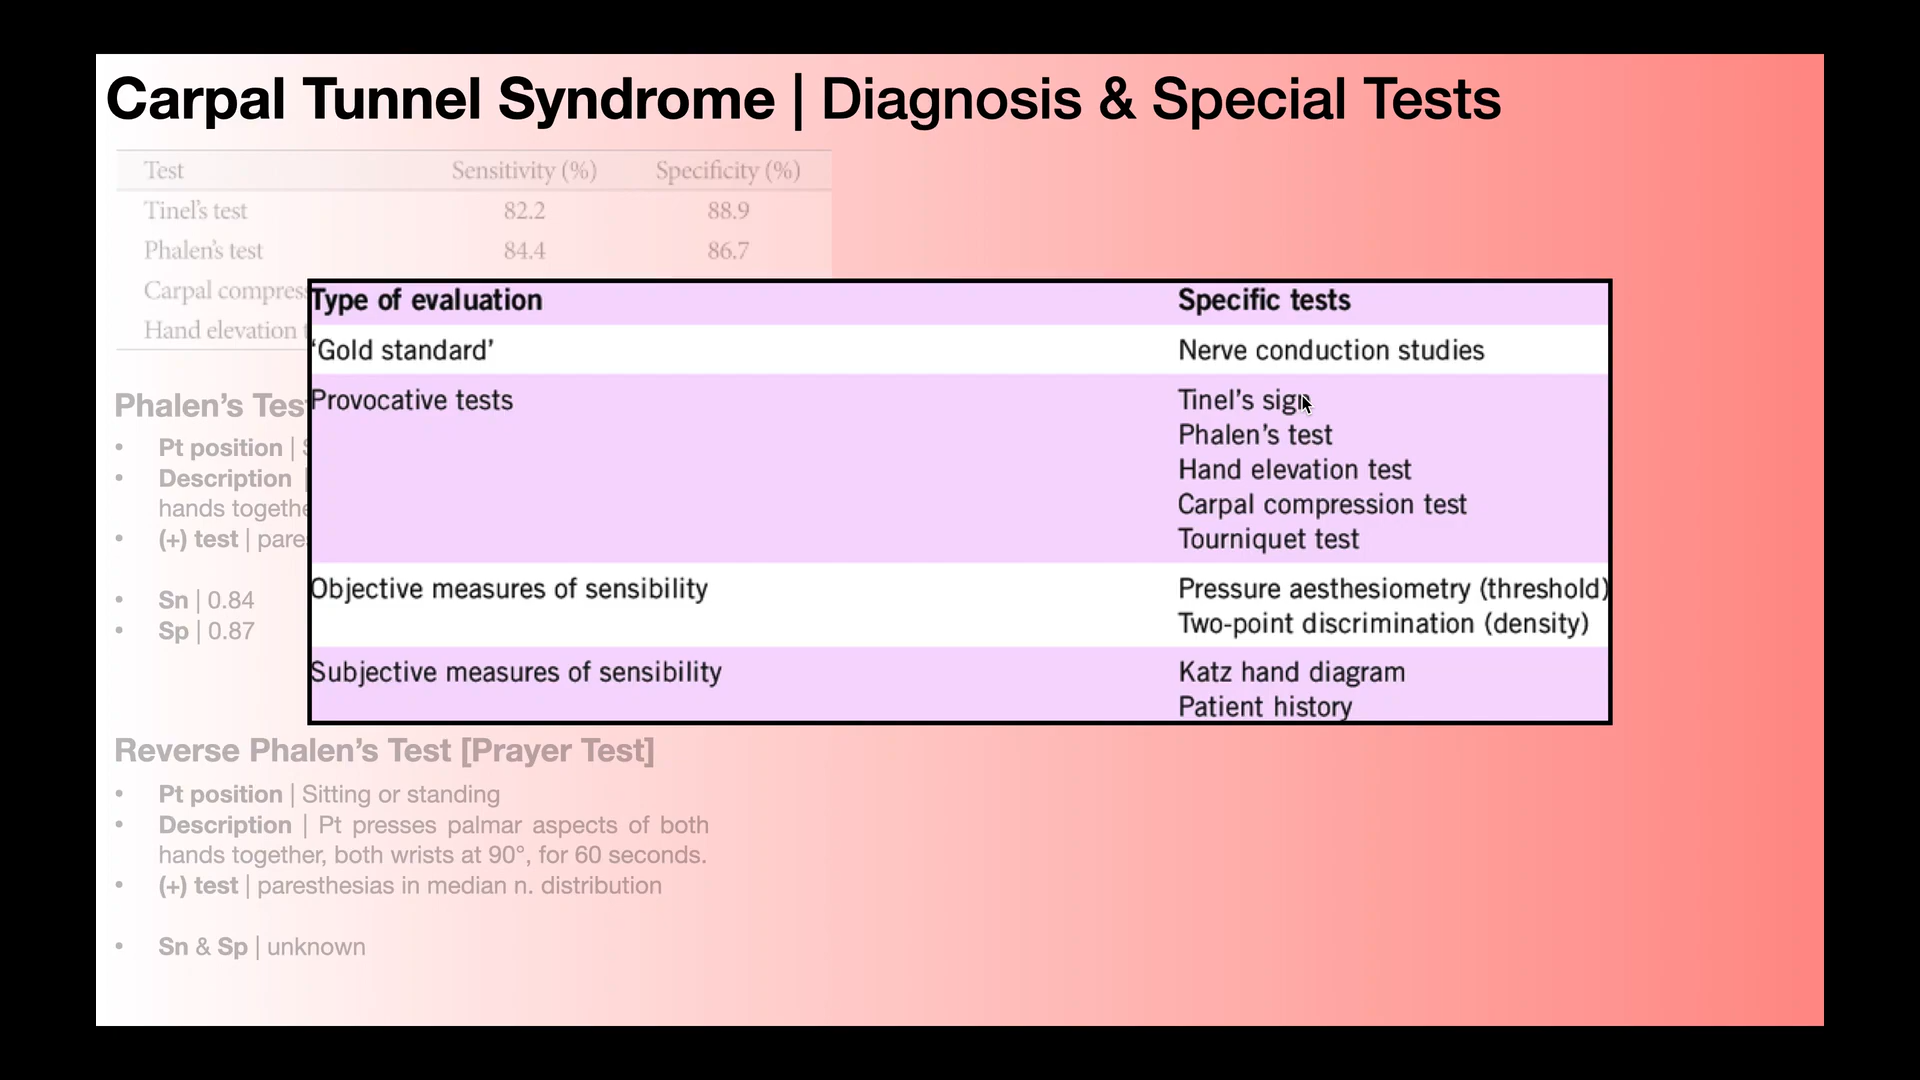 Carpal Tunnel Syndrome | Diagnosis & Special Tests
Test Sensitivity (%) Specificity (%)
Tinel's test 82.2 88.9
Phalen's test 84.4 86.7
Carpal
Hand elevation
Type of evaluation Specific tests
‘Gold standard’ Nerve conduction studies
Provocative tests Tinel’s sign
Phalen’s test
Hand elevation test
Carpal compression test
Tourniquet test
Objective measures of sensibility Pressure aesthesiometry (threshold)
Two-point discrimination (density)
Subjective measures of sensibility Katz hand diagram
Patient history
Phalen’s
• Pt position |
• Description |
hands
• (+) test |
• Sn | 0.84
• Sp | 0.87
Reverse Phalen’s Test [Prayer Test]
• Pt position | Sitting or standing
• Description | Pt presses palmar aspects of both
hands together, both wrists at 90°, for 60 seconds.
• (+) test | paresthesias in median n. distribution
• Sn & Sp | unknown